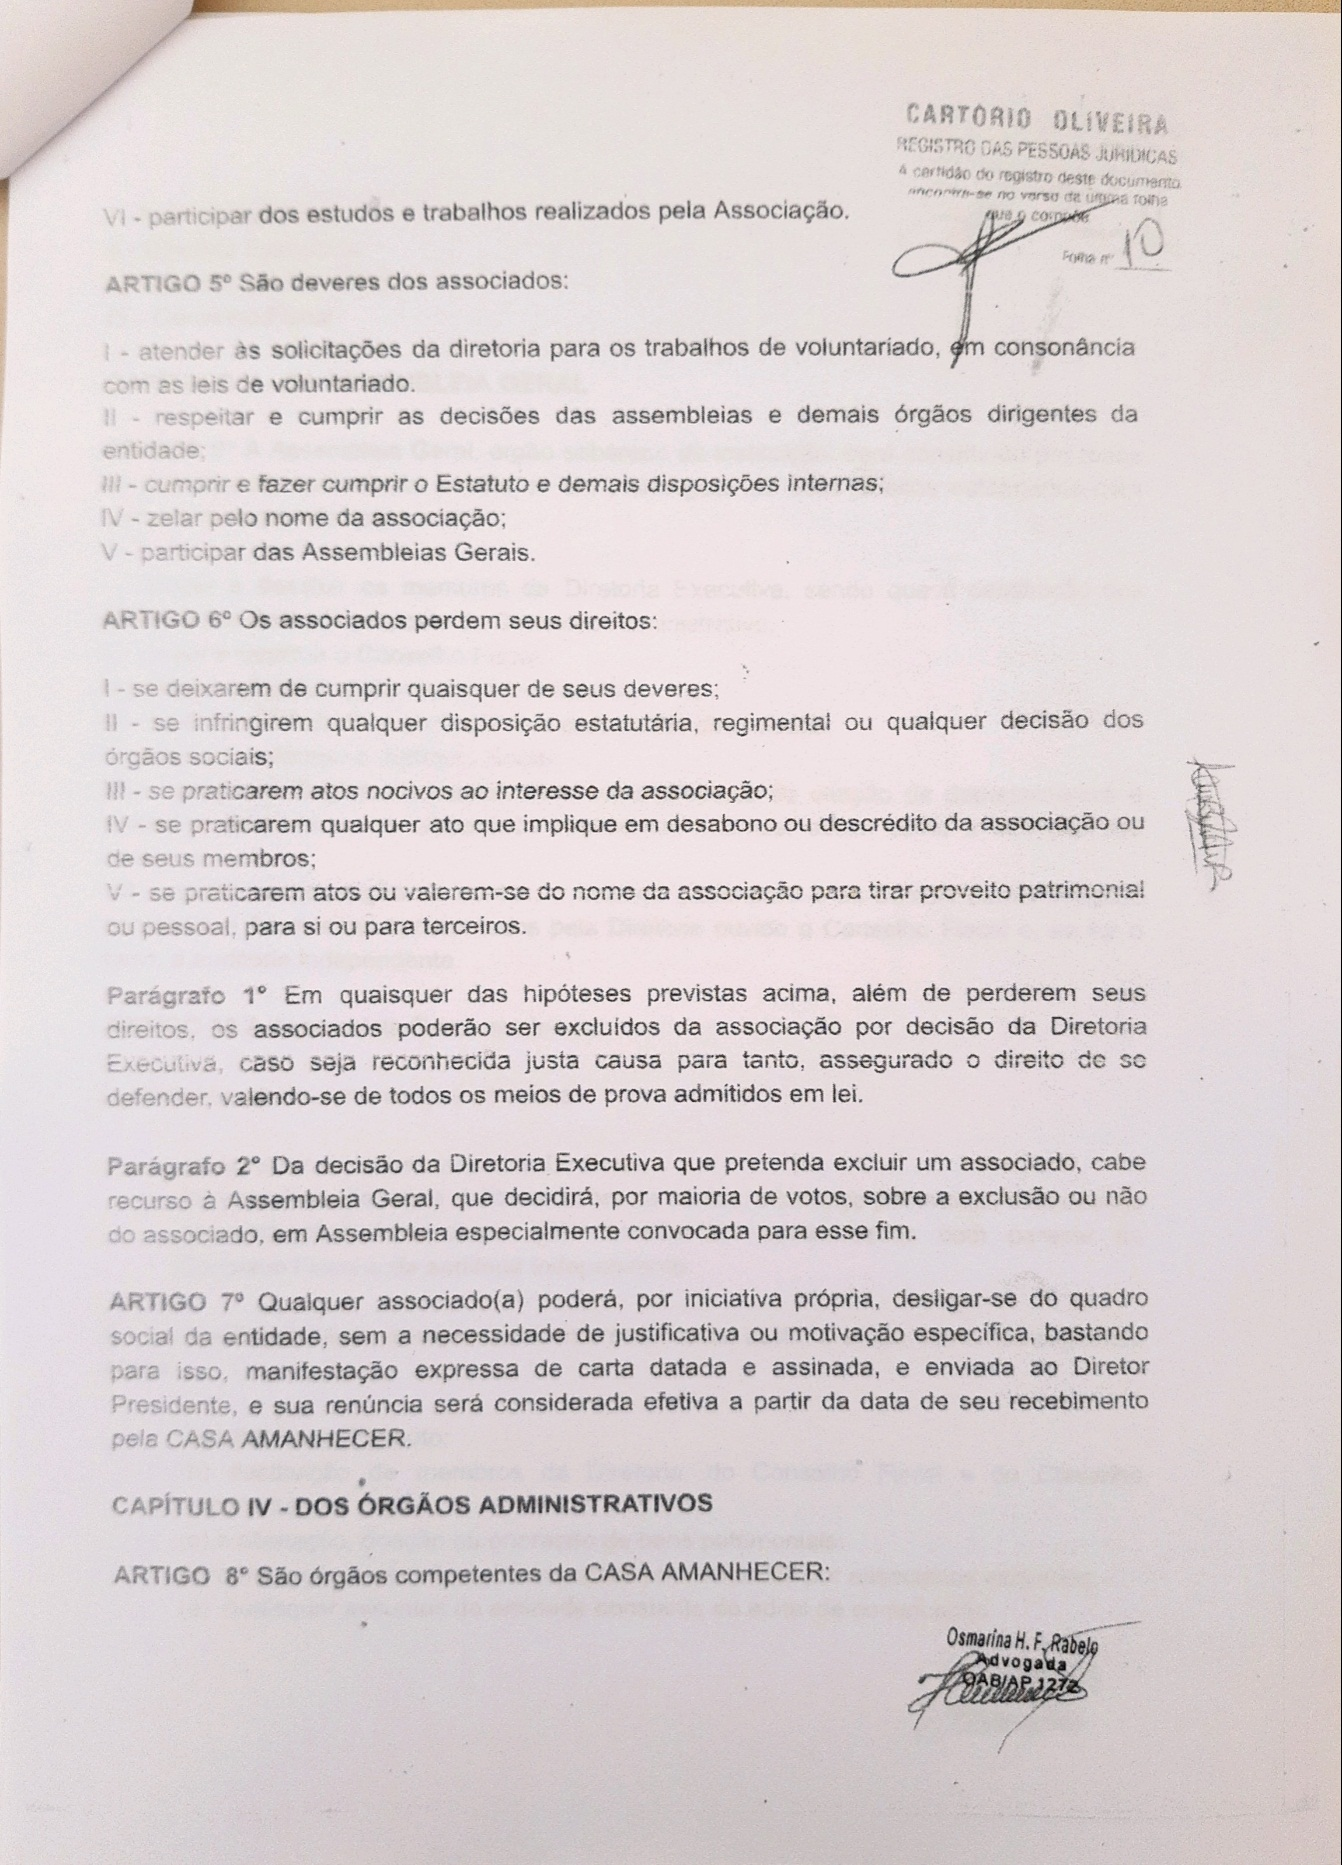 CARTÓRIO OLIVEIRA
REGISTRO DAS PESSOAS JURIDICAS
A certidão do registro deste documento
encontra-se no verso da última folha
que o compõe
Folha nº 10
VI - participar dos estudos e trabalhos realizados pela Associação.
ARTIGO 5º São deveres dos associados:
I - atender às solicitações da diretoria para os trabalhos de voluntariado, em consonância
com as leis de voluntariado.
II - respeitar e cumprir as decisões das assembleias e demais órgãos dirigentes da
entidade;
III - cumprir e fazer cumprir o Estatuto e demais disposições internas;
IV - zelar pelo nome da associação;
V - participar das Assembleias Gerais.
ARTIGO 6º Os associados perdem seus direitos:
I - se deixarem de cumprir quaisquer de seus deveres;
II - se infringirem qualquer disposição estatutária, regimental ou qualquer decisão dos
órgãos sociais;
III - se praticarem atos nocivos ao interesse da associação;
IV - se praticarem qualquer ato que implique em desabono ou descrédito da associação ou
de seus membros;
V - se praticarem atos ou valerem-se do nome da associação para tirar proveito patrimonial
ou pessoal, para si ou para terceiros.
Parágrafo 1º Em quaisquer das hipóteses previstas acima, além de perderem seus
direitos, os associados poderão ser excluídos da associação por decisão da Diretoria
Executiva, caso seja reconhecida justa causa para tanto, assegurado o direito de se
defender, valendo-se de todos os meios de prova admitidos em lei.
Parágrafo 2º Da decisão da Diretoria Executiva que pretenda excluir um associado, cabe
recurso à Assembleia Geral, que decidirá, por maioria de votos, sobre a exclusão ou não
do associado, em Assembleia especialmente convocada para esse fim.
ARTIGO 7º Qualquer associado(a) poderá, por iniciativa própria, desligar-se do quadro
social da entidade, sem a necessidade de justificativa ou motivação específica, bastando
para isso, manifestação expressa de carta datada e assinada, e enviada ao Diretor
Presidente, e sua renúncia será considerada efetiva a partir da data de seu recebimento
pela CASA AMANHECER.
CAPÍTULO IV - DOS ÓRGÃOS ADMINISTRATIVOS
ARTIGO 8º São órgãos competentes da CASA AMANHECER:
Osmarina H. F. Rabelo
Advogada
OAB/AP 1272